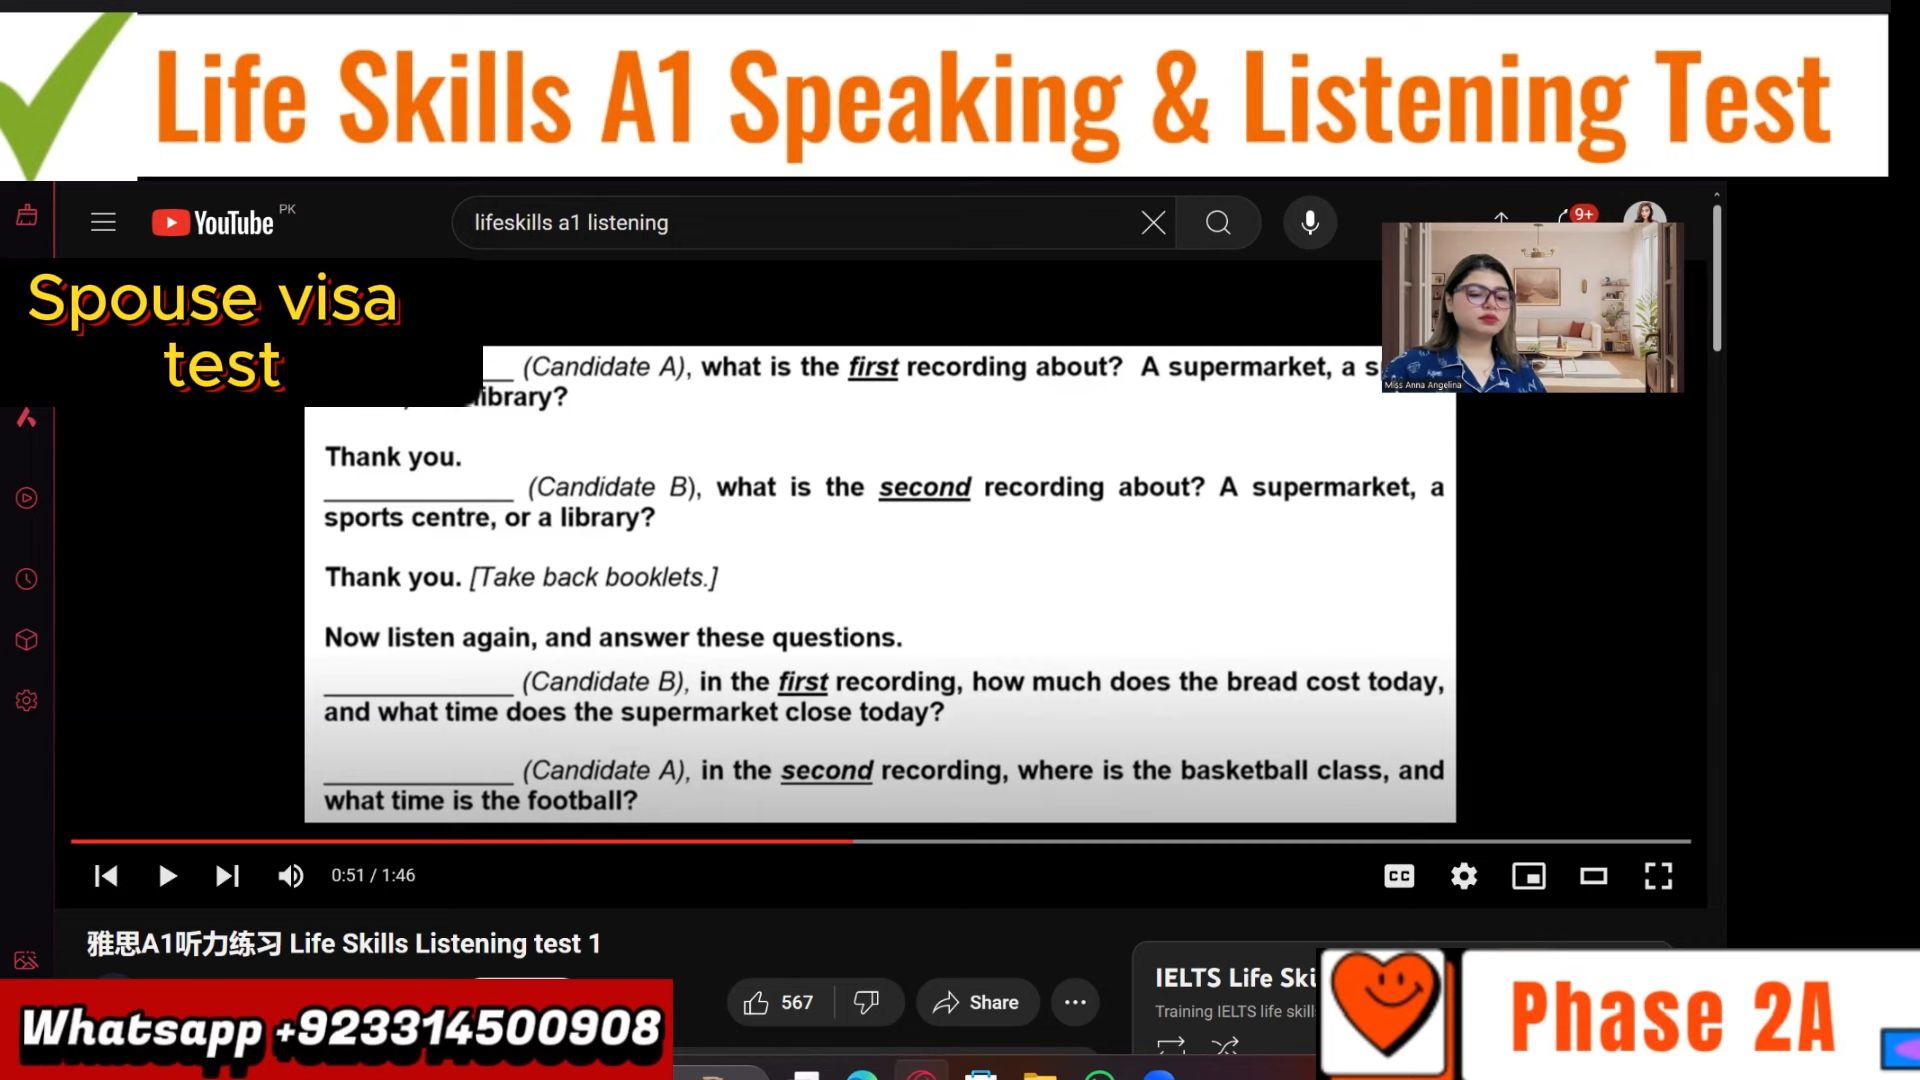 Life Skills A1 Speaking & Listening Test
YouTube PK
lifeskills a1 listening
9+
Spouse visa
test
Miss Anna Angelina
(Candidate A), what is the first recording about? A supermarket, a s
library?
Thank you.
(Candidate B), what is the second recording about? A supermarket, a
sports centre, or a library?
Thank you. [Take back booklets.]
Now listen again, and answer these questions.
(Candidate B), in the first recording, how much does the bread cost today,
and what time does the supermarket close today?
(Candidate A), in the second recording, where is the basketball class, and
what time is the football?
0:51 / 1:46
CC
雅思A1听力练习 Life Skills Listening test 1
567
Share
IELTS Life Ski
Training IELTS life skill
Whatsapp +923314500908
Phase 2A